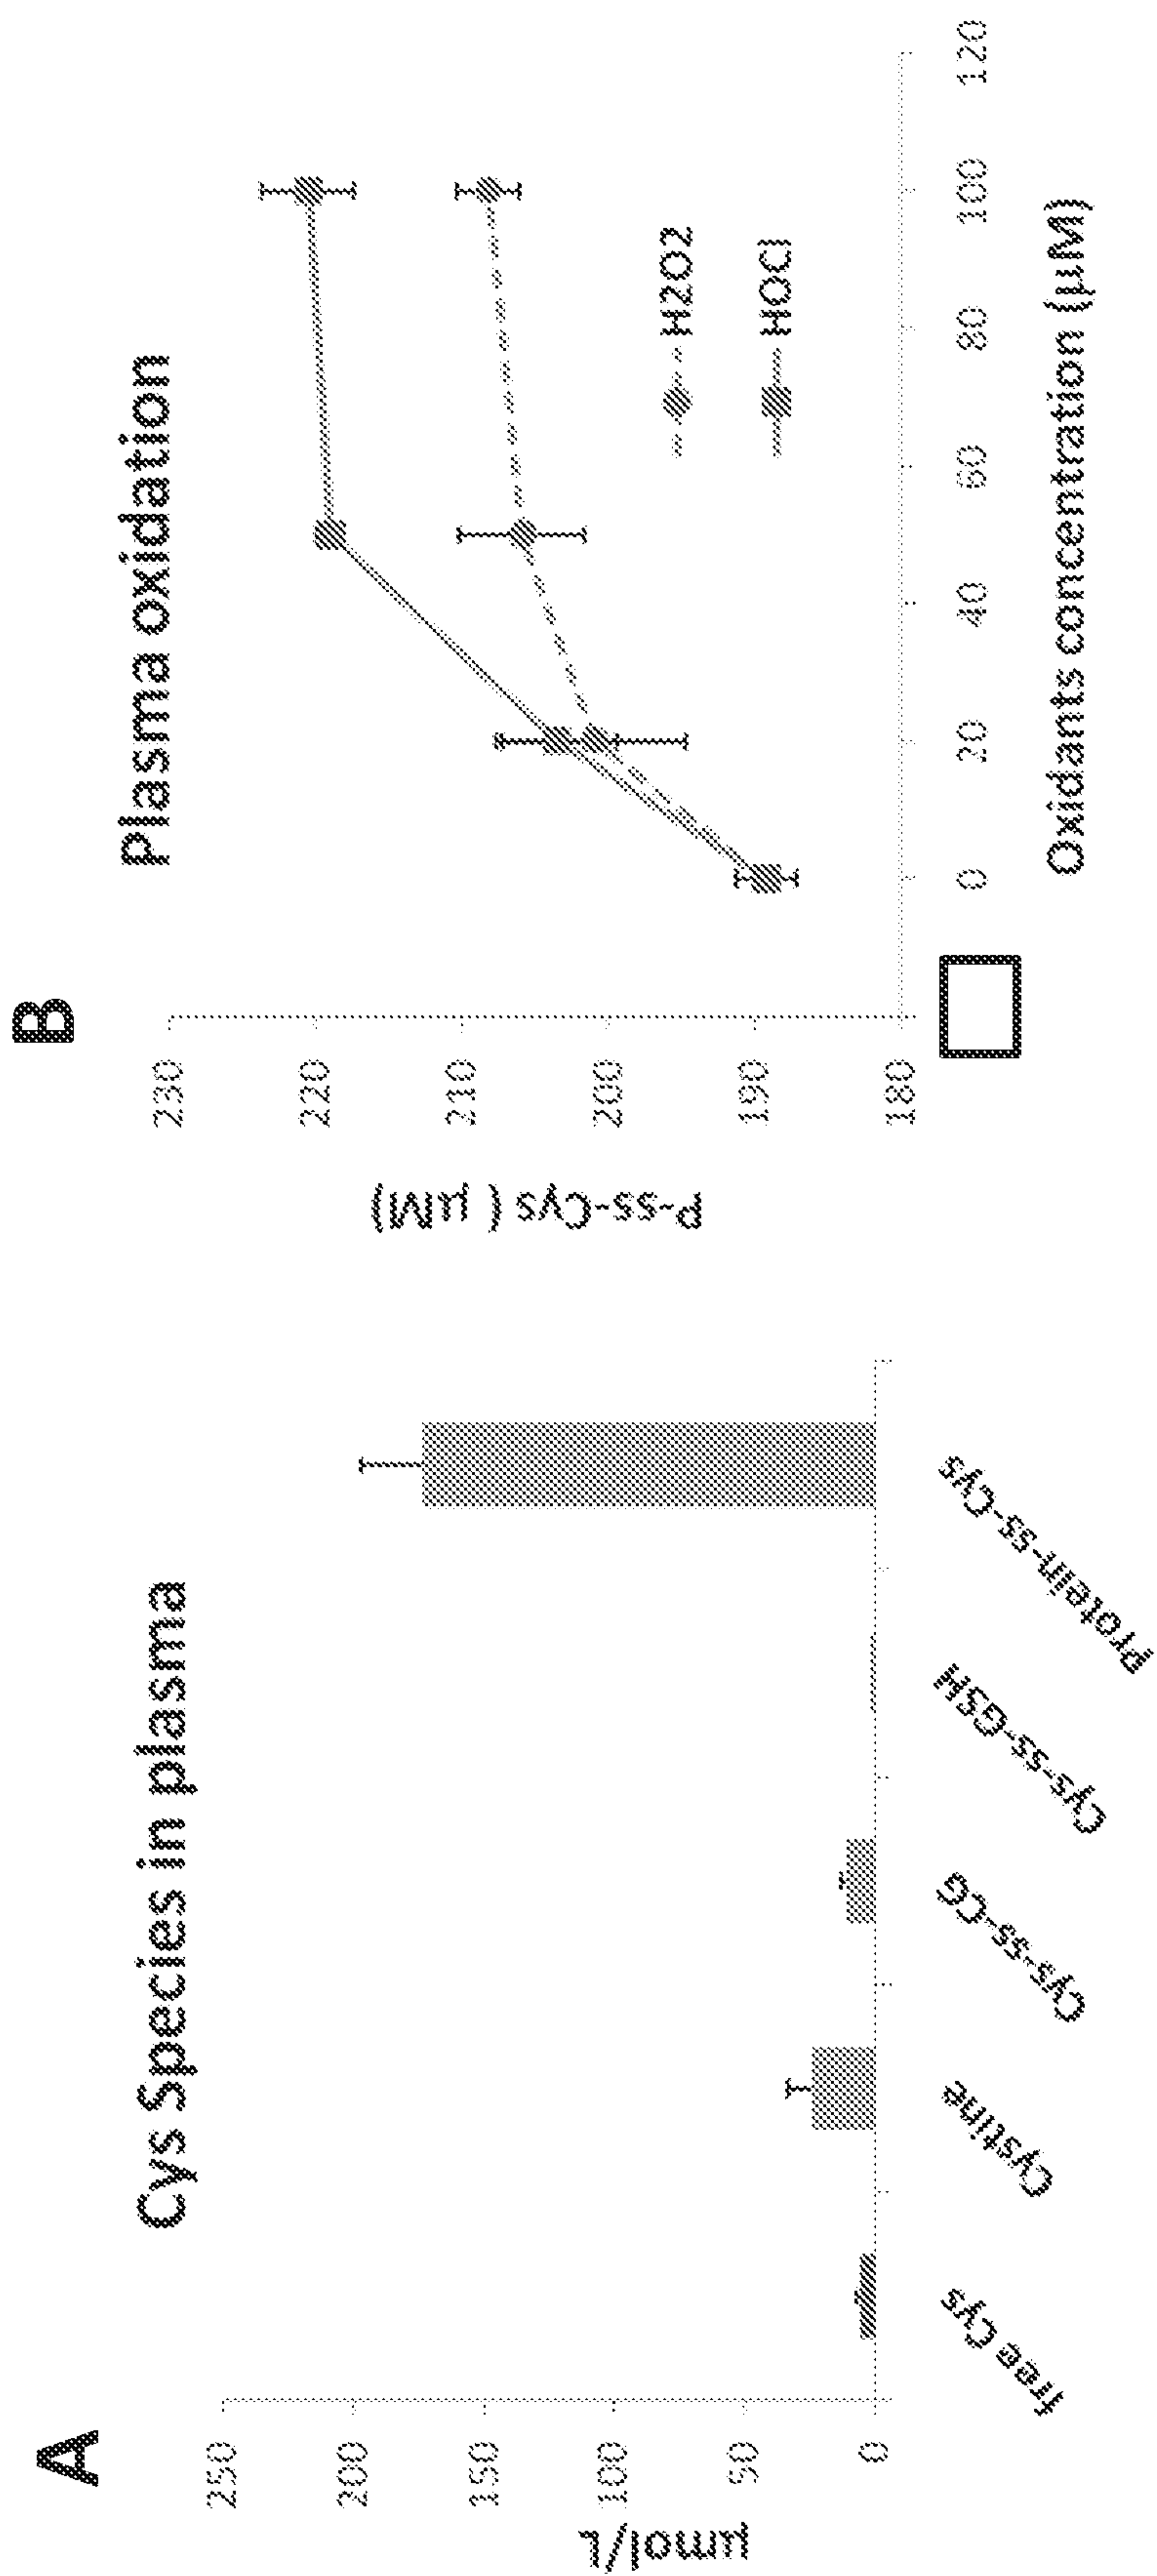 A
Cys Species in plasma
250
200
150
100
50
0
µmol/L
free Cys
Cystine
Cys-ss-CG
Cys-ss-GSH
Protein-ss-Cys
B
Plasma oxidation
230
220
210
200
190
180
P-ss-Cys ( µM)
H2O2
HOCl
0
20
40
60
80
100
120
Oxidants concentration (µM)